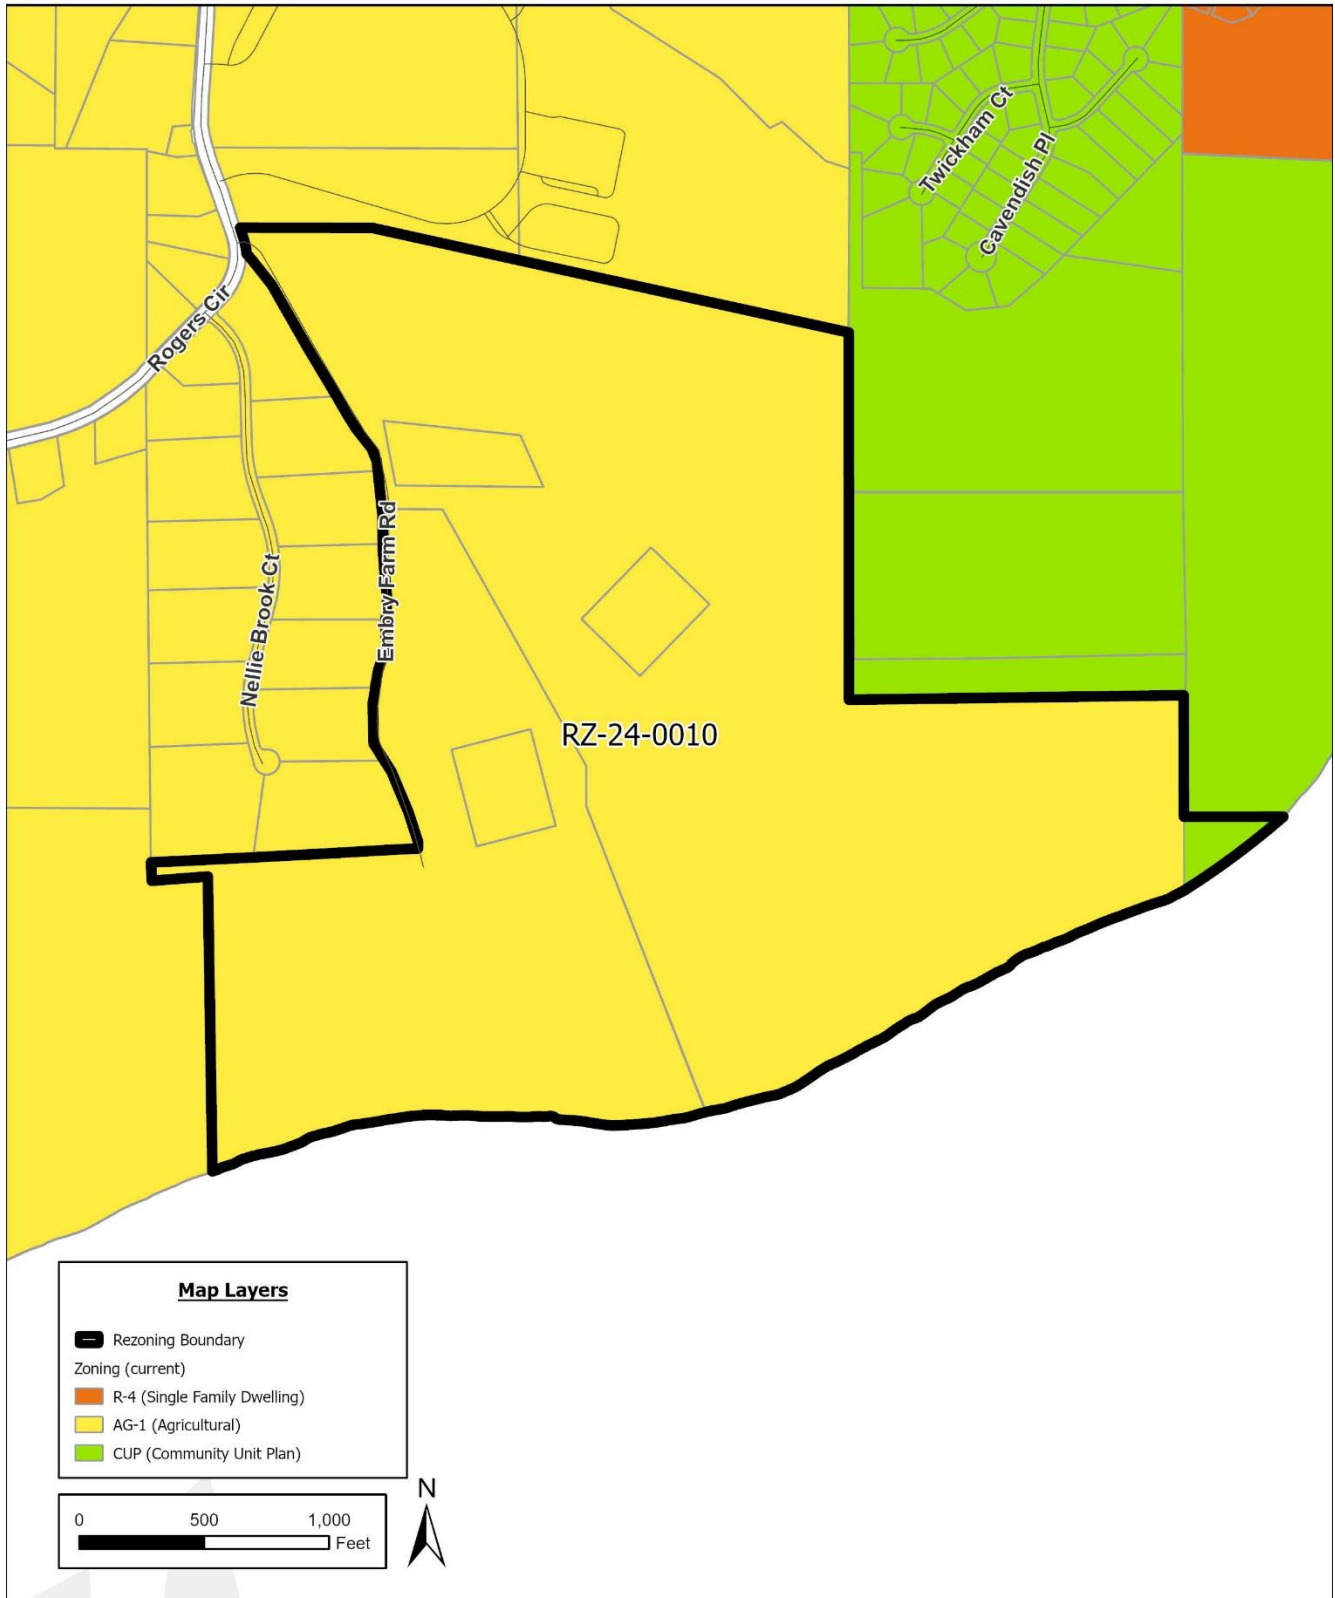 Twickham Ct
Cavendish Pl
Rogers Cir
Embry Farm Rd
Nellie Brook Ct
RZ-24-0010
Map Layers
Rezoning Boundary
Zoning (current)
R-4 (Single Family Dwelling)
AG-1 (Agricultural)
CUP (Community Unit Plan)
N
0 500 1,000
Feet